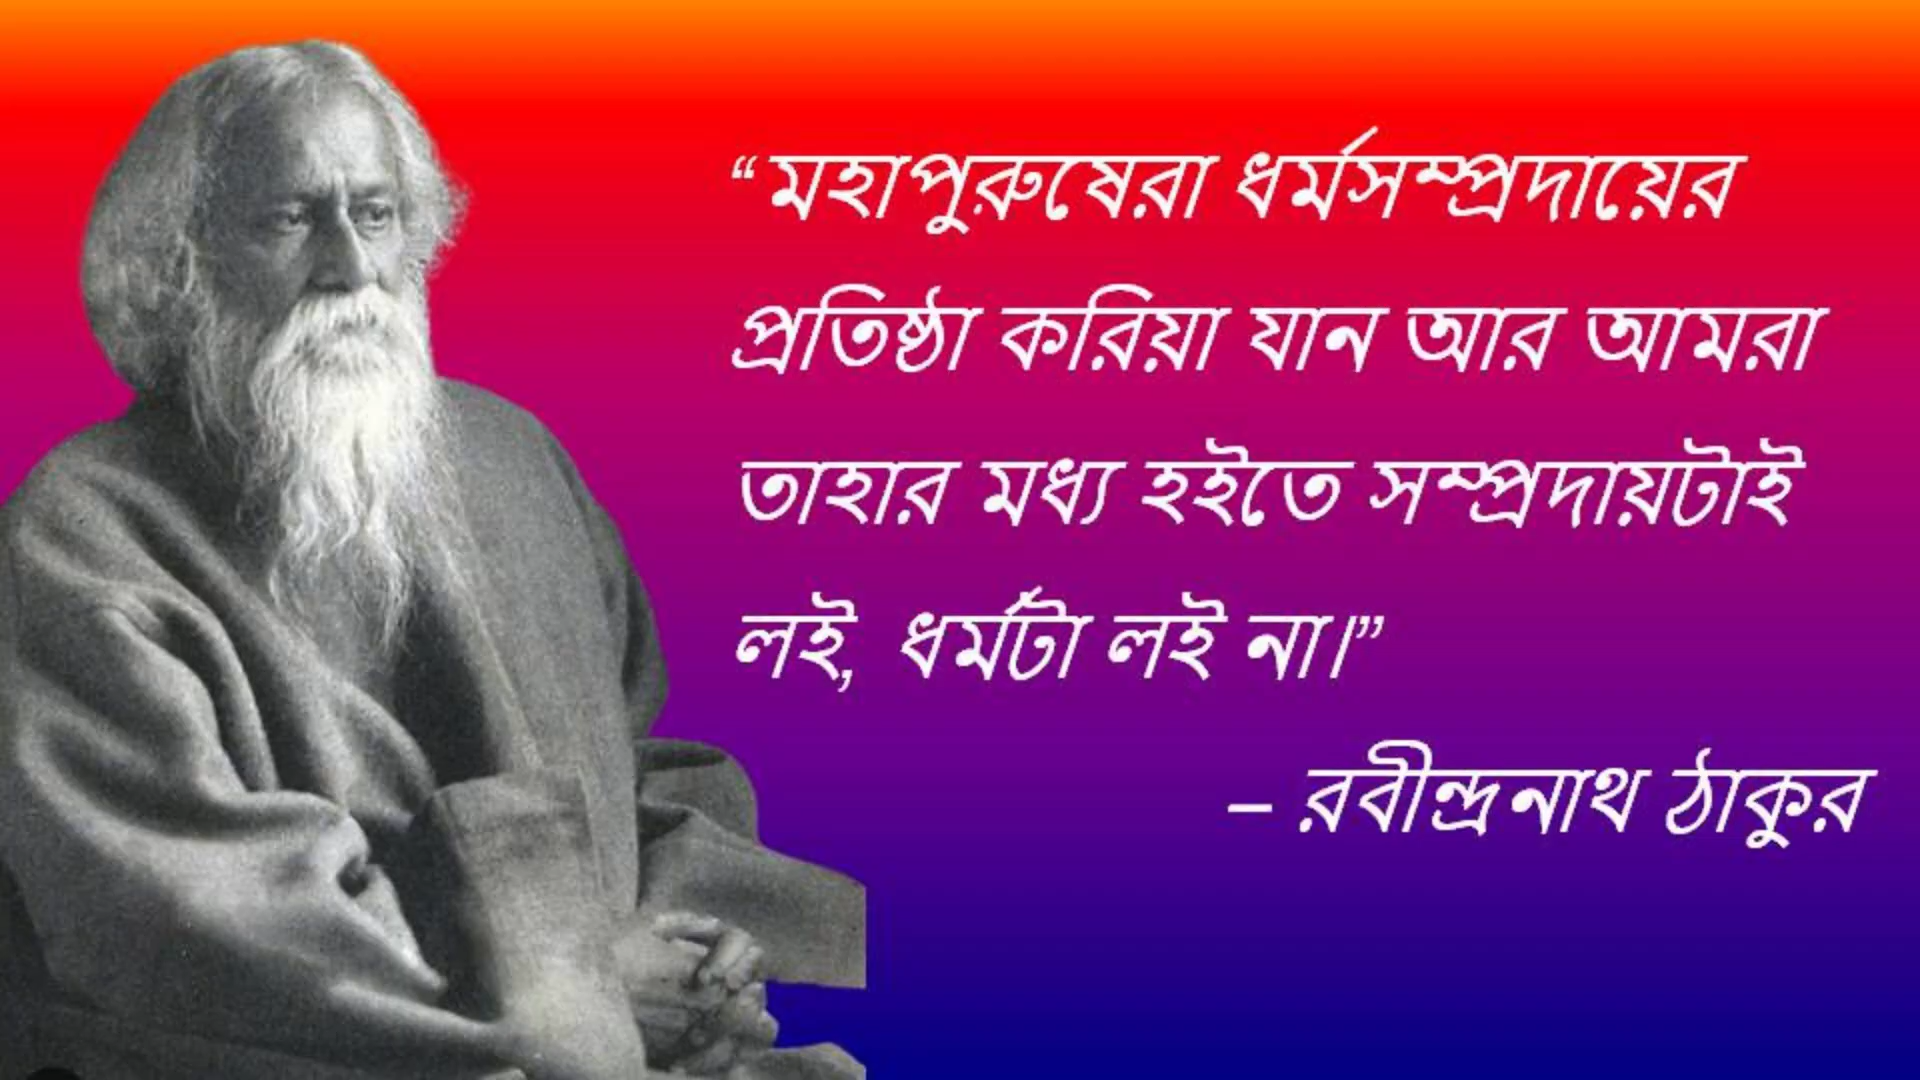 “মহাপুরুষেরা ধর্মসম্প্রদায়ের
প্রতিষ্ঠা করিয়া যান আর আমরা
তাহার মধ্য হইতে সম্প্রদায়টাই
লই, ধর্মটা লই না।”
– রবীন্দ্রনাথ ঠাকুর